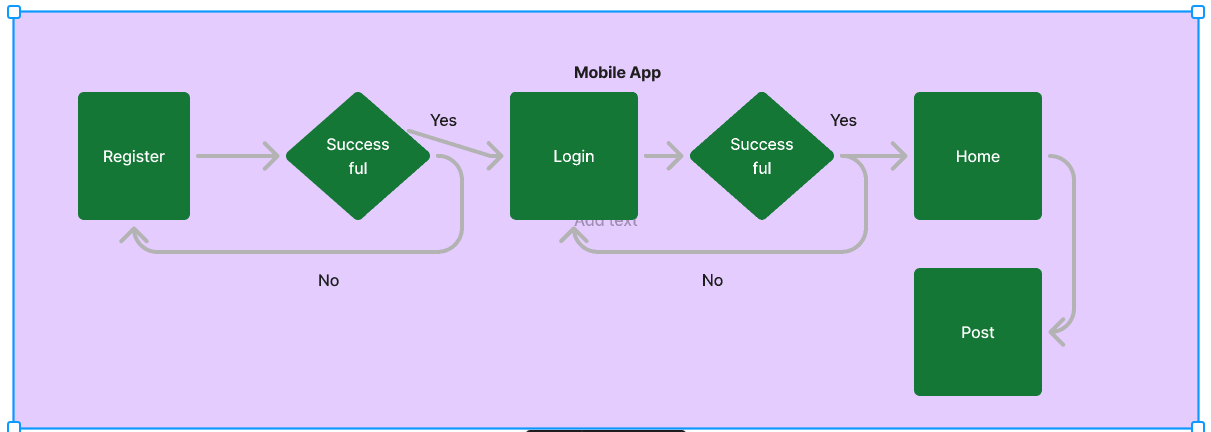 Mobile App
Register
Success
ful
Yes
Login
Success
ful
Yes
Home
Add text
No
No
Post